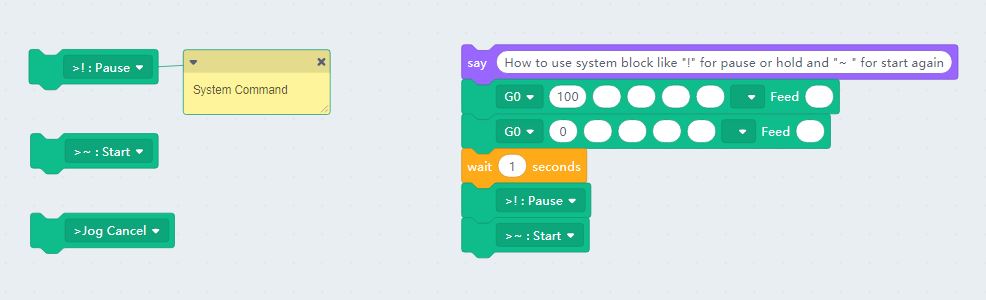 >! : Pause
System Command
>~ : Start
>Jog Cancel
say How to use system block like "!" for pause or hold and "~ " for start again
G0 100 Feed
G0 0 Feed
wait 1 seconds
>! : Pause
>~ : Start